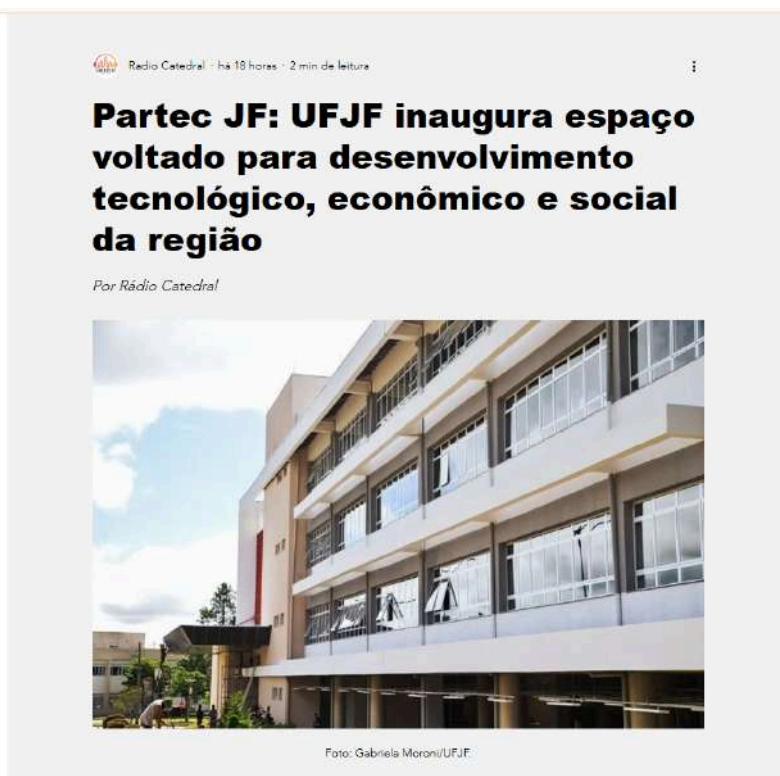 Radio Catedral · há 18 horas · 2 min de leitura
Partec JF: UFJF inaugura espaço
voltado para desenvolvimento
tecnológico, econômico e social
da região
Por Rádio Catedral
Foto: Gabriela Moroni/UFJF